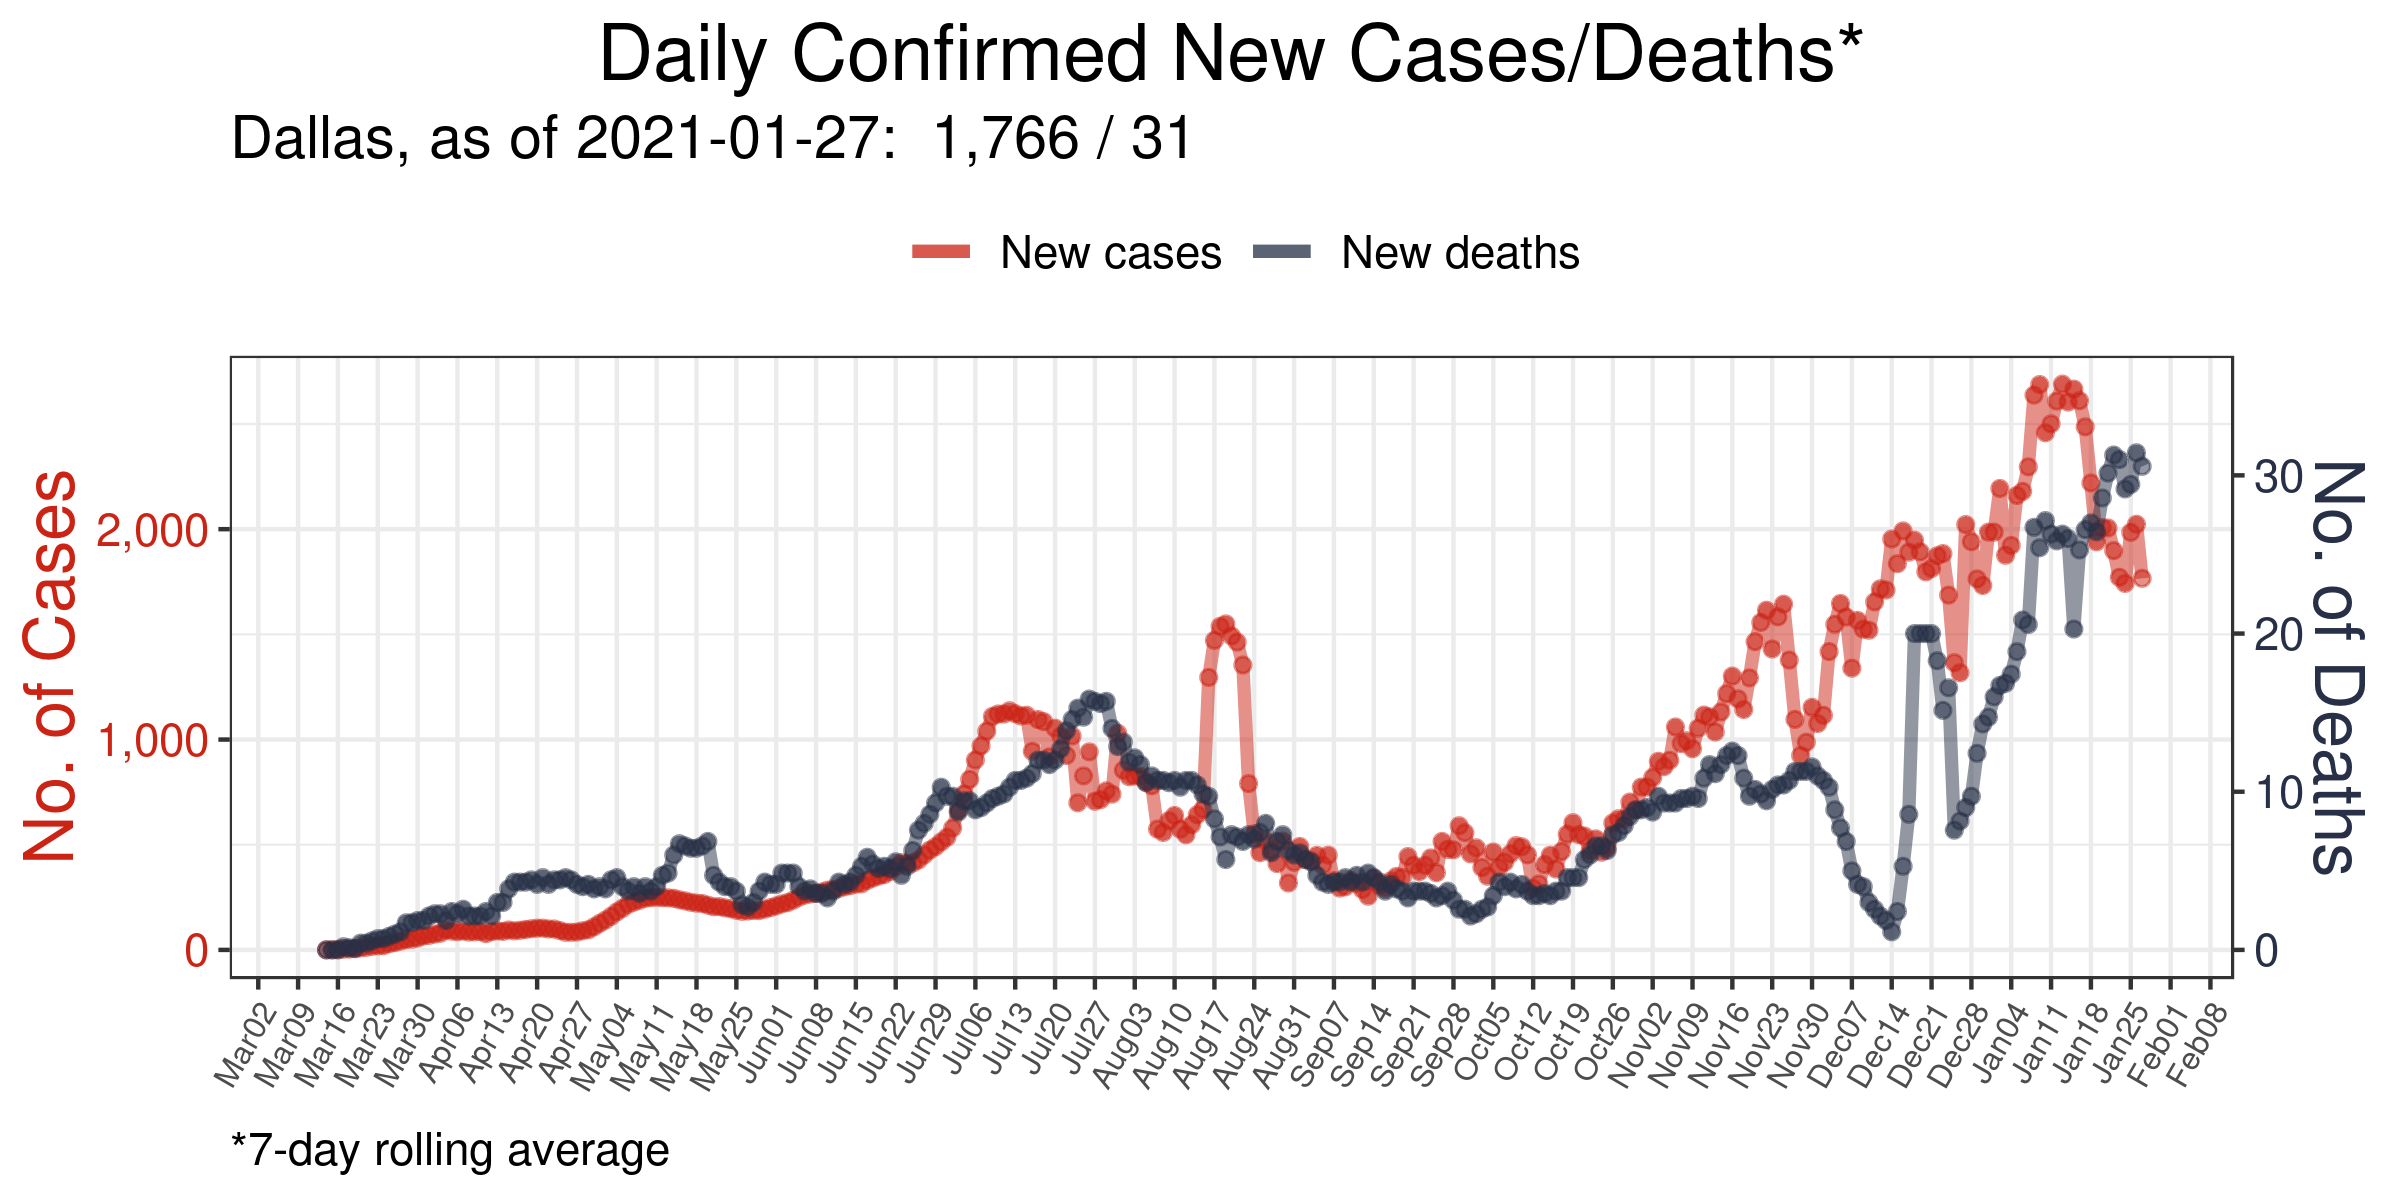 Daily Confirmed New Cases/Deaths*
Dallas, as of 2021-01-27:  1,766 / 31
New cases New deaths
No. of Cases
2,000
1,000
0
30
20
10
0
No. of Deaths
Mar02 Mar09 Mar16 Mar23 Mar30 Apr06 Apr13 Apr20 Apr27 May04 May11 May18 May25 Jun01 Jun08 Jun15 Jun22 Jun29 Jul06 Jul13 Jul20 Jul27 Aug03 Aug10 Aug17 Aug24 Aug31 Sep07 Sep14 Sep21 Sep28 Oct05 Oct12 Oct19 Oct26 Nov02 Nov09 Nov16 Nov23 Nov30 Dec07 Dec14 Dec21 Dec28 Jan04 Jan11 Jan18 Jan25 Feb01 Feb08
*7-day rolling average